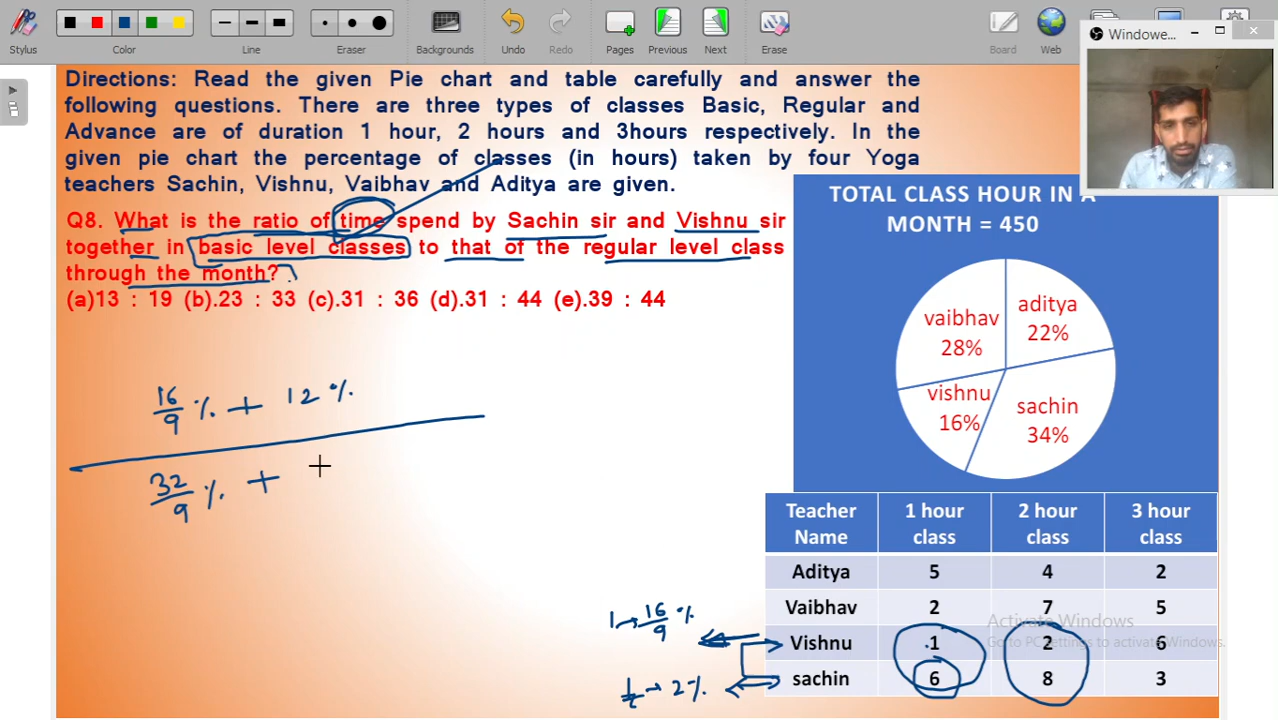 Stylus
Color
Line
Eraser
Backgrounds
Undo
Redo
Pages
Previous
Next
Erase
Board
Web
Windowe...
Directions: Read the given Pie chart and table carefully and answer the
following questions. There are three types of classes Basic, Regular and
Advance are of duration 1 hour, 2 hours and 3hours respectively. In the
given pie chart the percentage of classes (in hours) taken by four Yoga
teachers Sachin, Vishnu, Vaibhav and Aditya are given.
Q8. What is the ratio of time spend by Sachin sir and Vishnu sir
together in basic level classes to that of the regular level class
through the month?
(a)13 : 19 (b).23 : 33 (c).31 : 36 (d).31 : 44 (e).39 : 44
TOTAL CLASS HOUR IN A
MONTH = 450
vaibhav
28%
aditya
22%
vishnu
16%
sachin
34%
16/9 % + 12 %
32/9 % +
Teacher Name 1 hour class 2 hour class 3 hour class
Aditya 5 4 2
Vaibhav 2 7 5
Vishnu 1 2 6
sachin 6 8 3
1→16/9 %
→ 2%
Activate Windows
Go to PC settings to activate Windows.